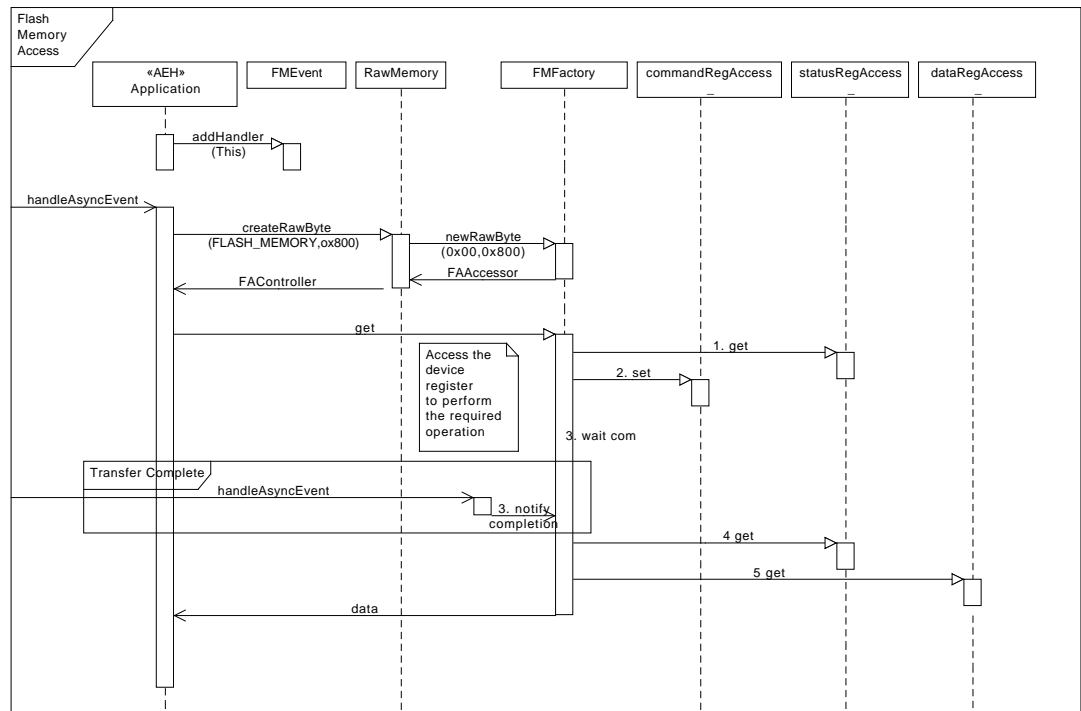 Flash
Memory
Access
«AEH»
Application
FMEvent
RawMemory
FMFactory
commandRegAccess
_
statusRegAccess
_
dataRegAccess
_
addHandler
(This)
handleAsyncEvent
createRawByte
(FLASH_MEMORY,ox800)
newRawByte
(0x00,0x800)
FAAccessor
FAController
get
Access the
device
register
to perform
the required
operation
1. get
2. set
3. wait com
Transfer Complete
handleAsyncEvent
3. notify
completion
4 get
5 get
data